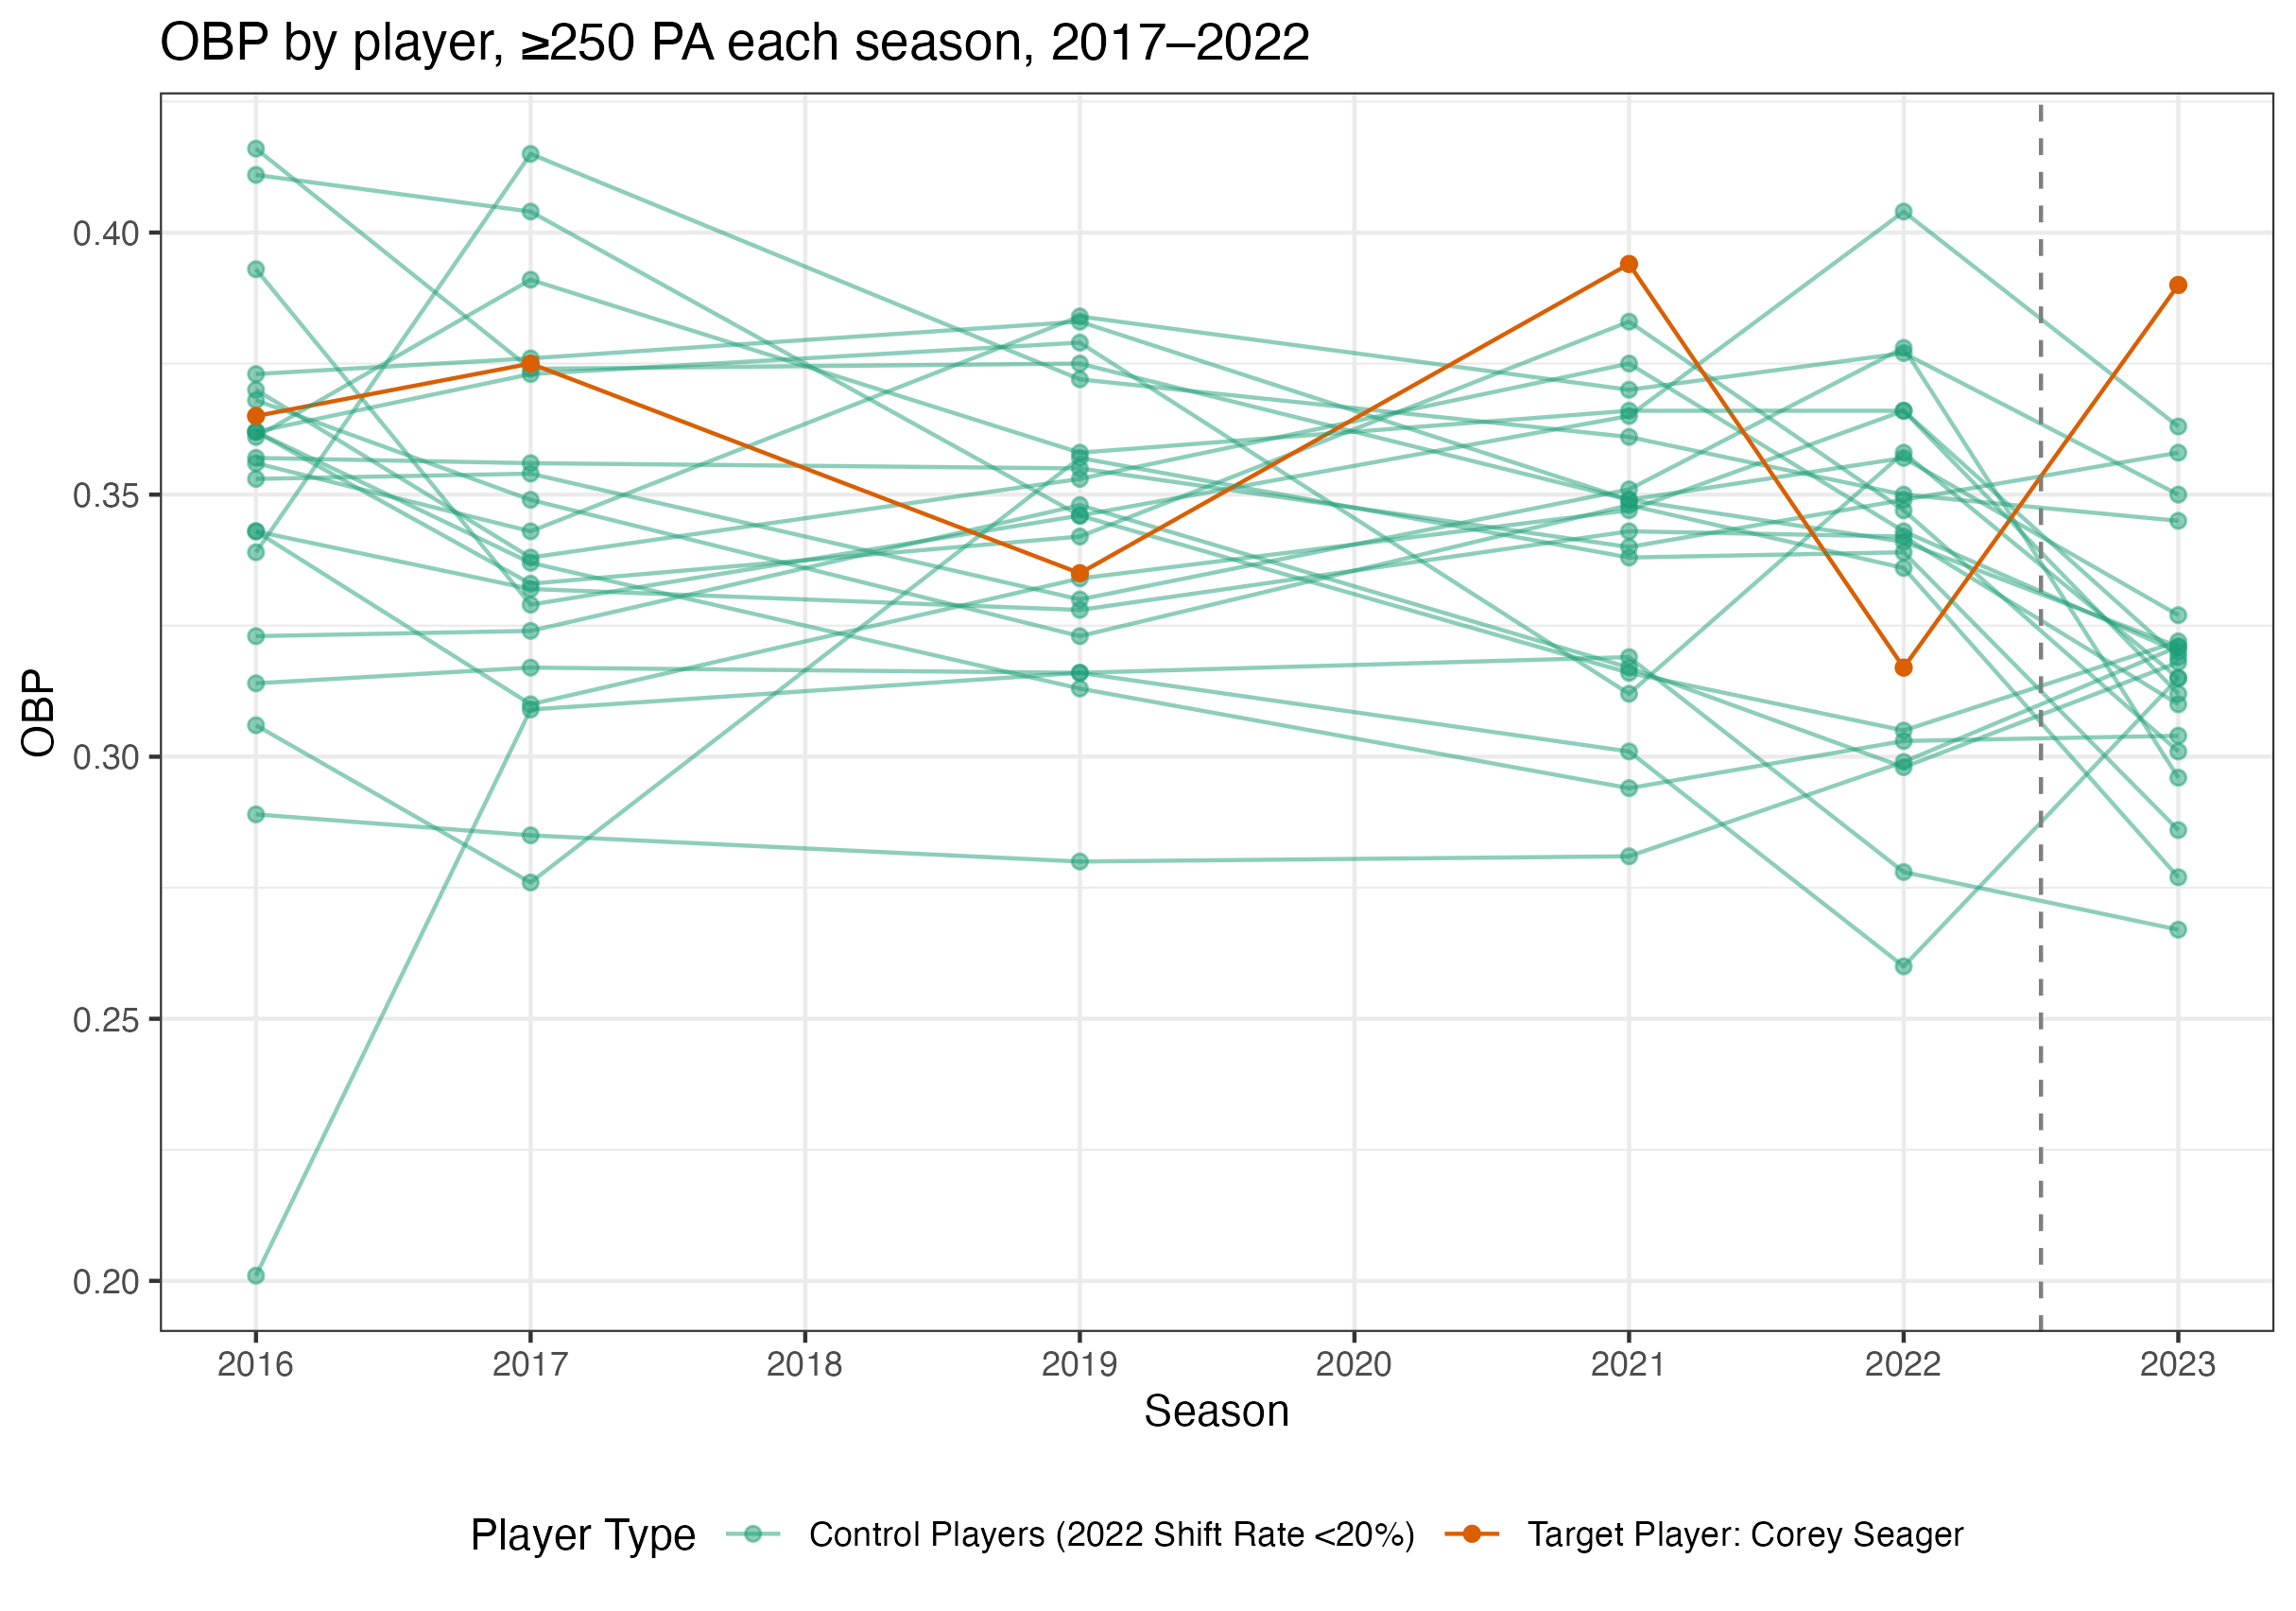 OBP by player, ≥250 PA each season, 2017–2022
OBP
0.40
0.35
0.30
0.25
0.20
2016 2017 2018 2019 2020 2021 2022 2023
Season
Player Type Control Players (2022 Shift Rate <20%) Target Player: Corey Seager